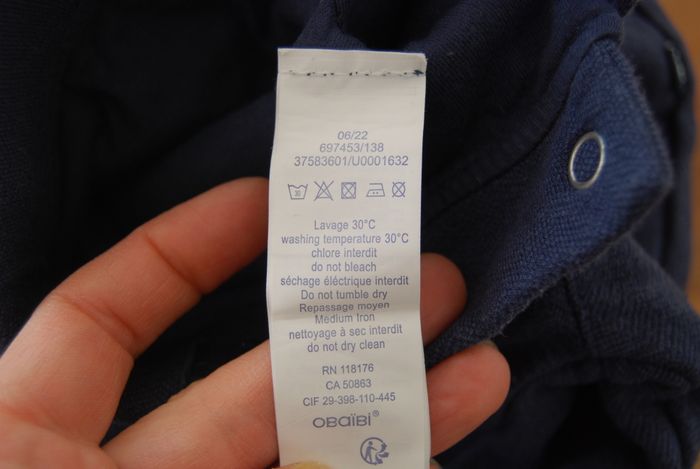 06/22
697453/138
37583601/U0001632
30
Lavage 30°C
washing temperature 30°C
chlore interdit
do not bleach
séchage électrique interdit
Do not tumble dry
Repassage moyen
Medium Iron
nettoyage à sec interdit
do not dry clean
RN 118176
CA 50863
CIF 29-398-110-445
OBaïBi®